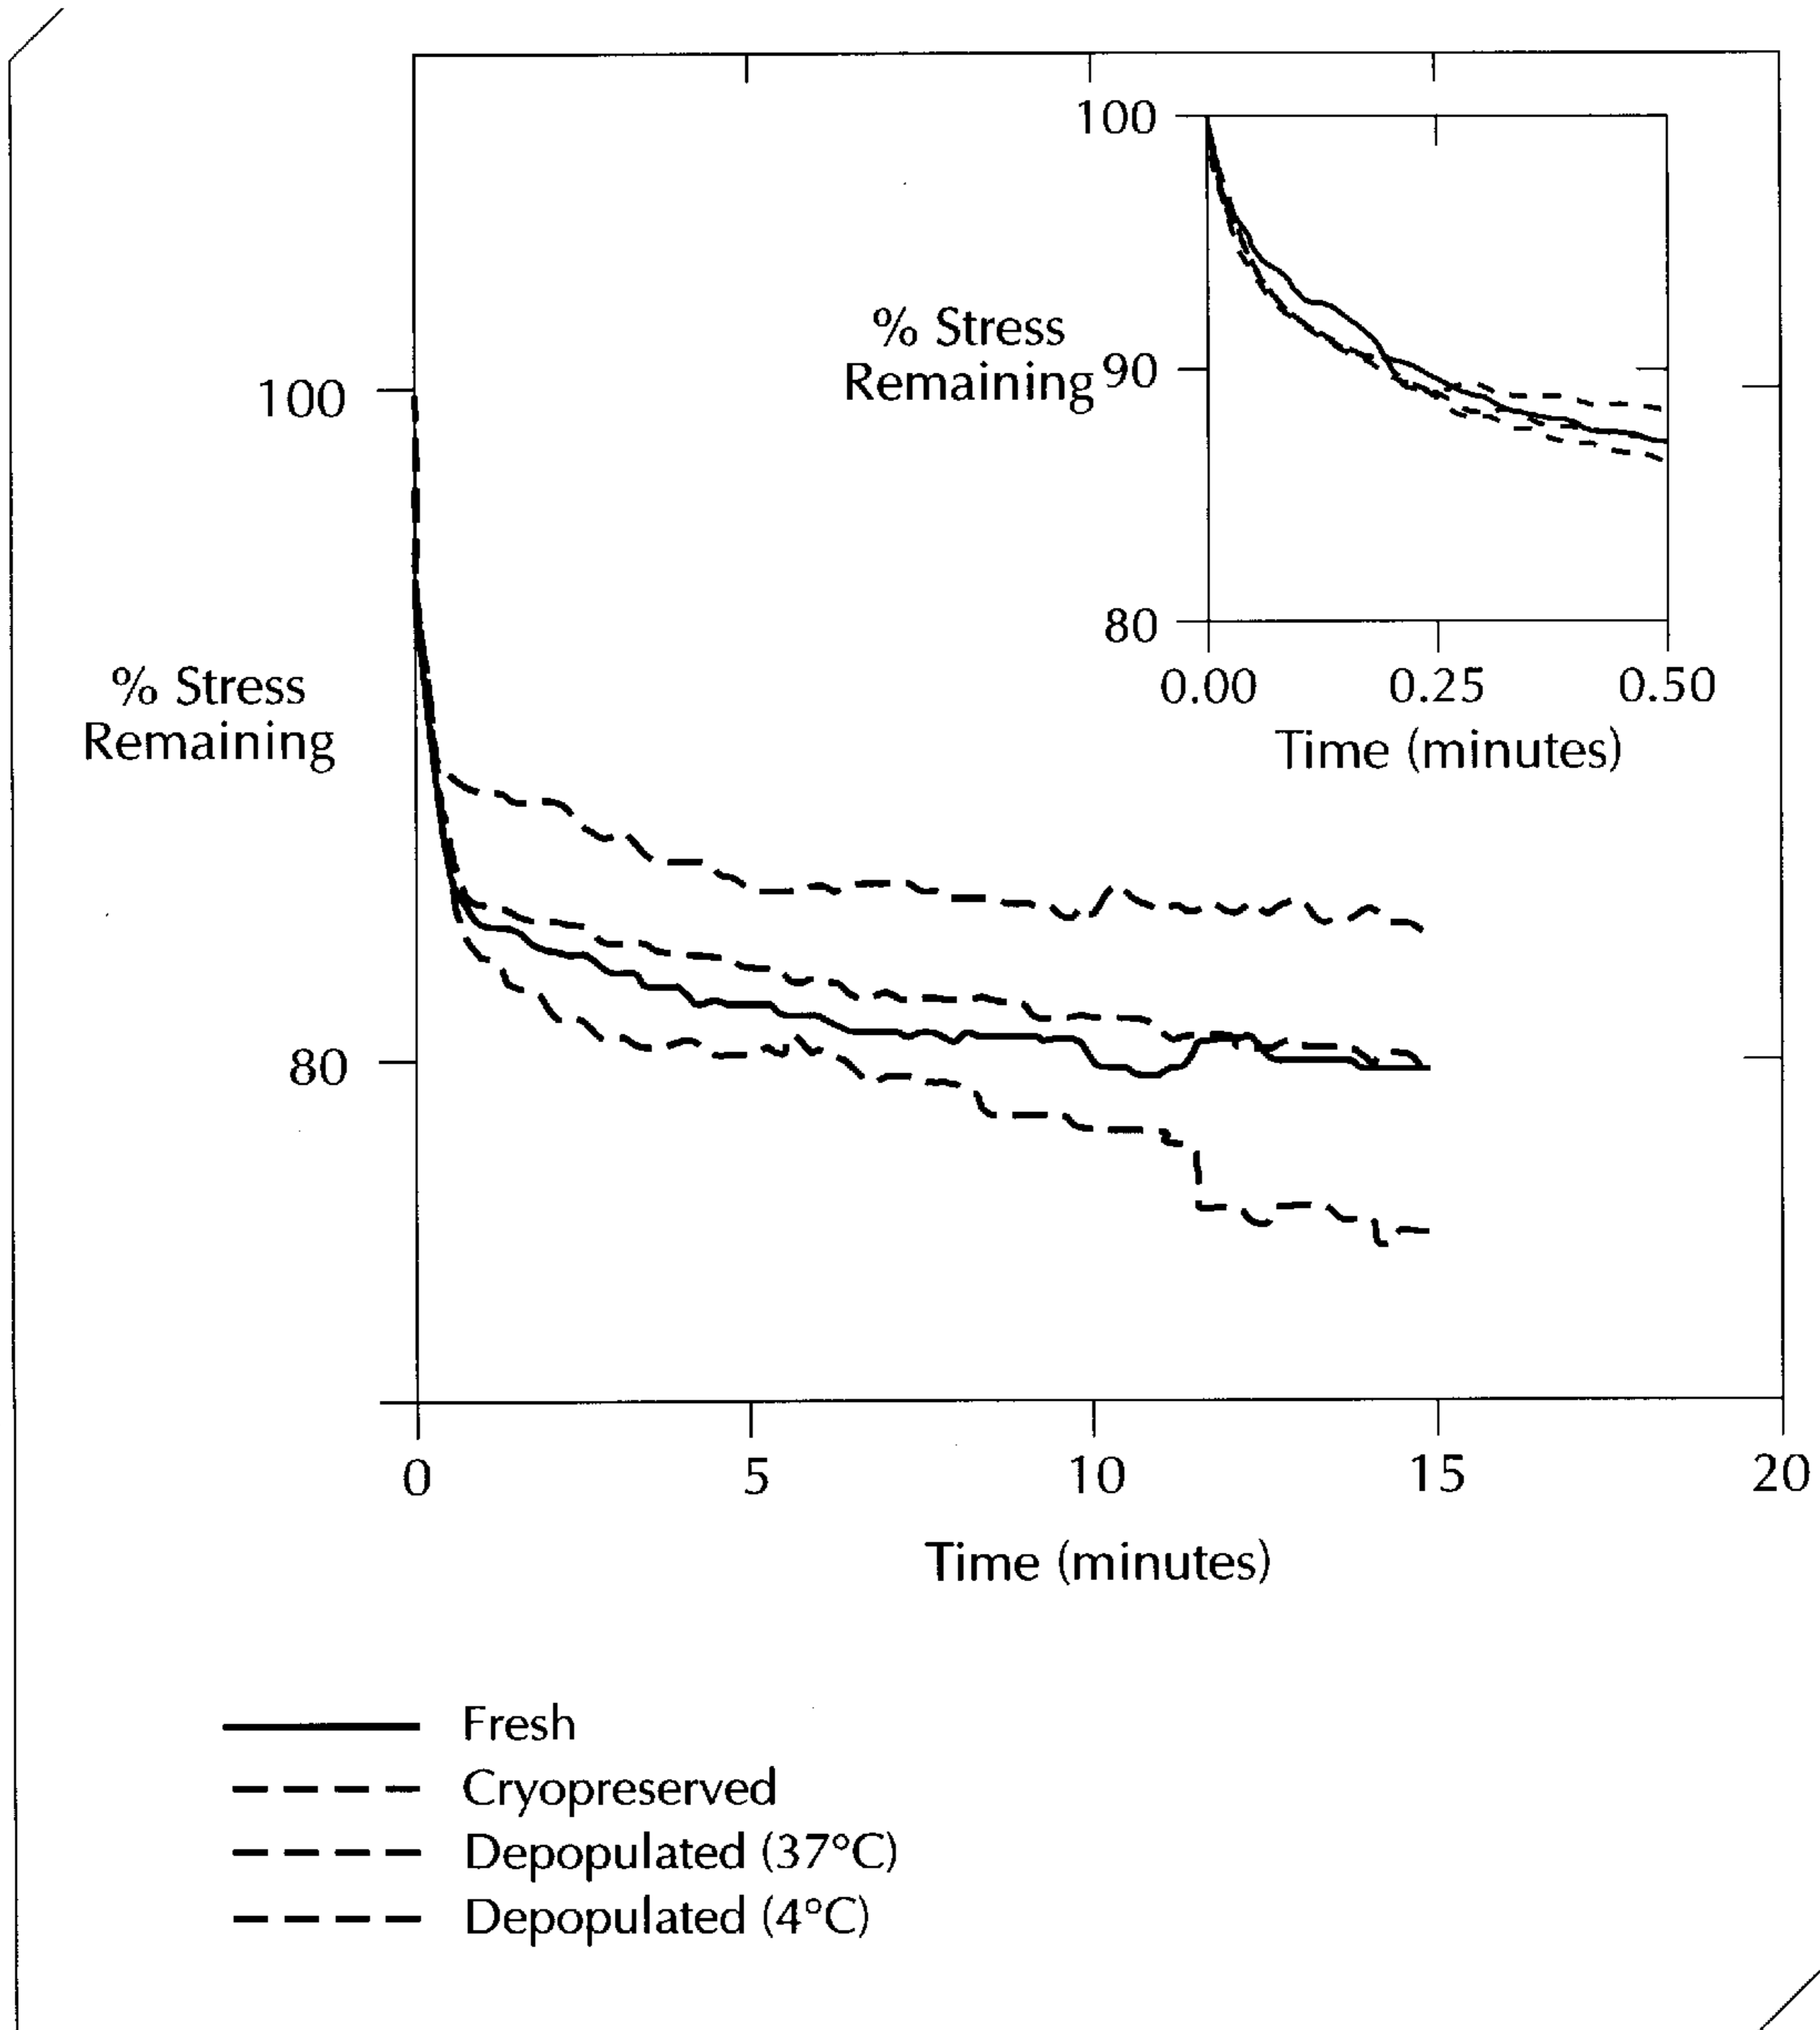 100
% Stress
Remaining
90
80
0.00
0.25
0.50
Time (minutes)
100
% Stress
Remaining
80
0
5
10
15
20
Time (minutes)
Fresh
Cryopreserved
Depopulated (37°C)
Depopulated (4°C)